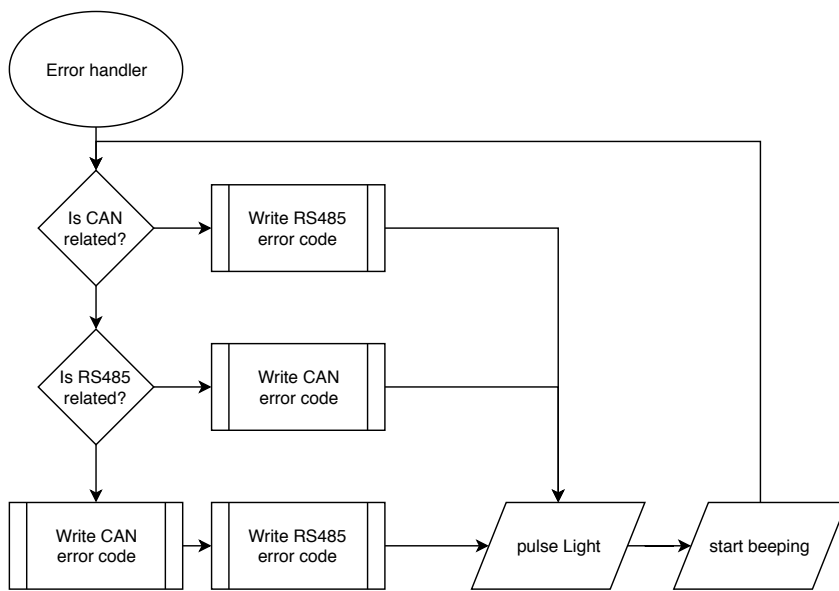 Error handler
Is CAN
related?
Write RS485
error code
Is RS485
related?
Write CAN
error code
Write CAN
error code
Write RS485
error code
pulse Light
start beeping